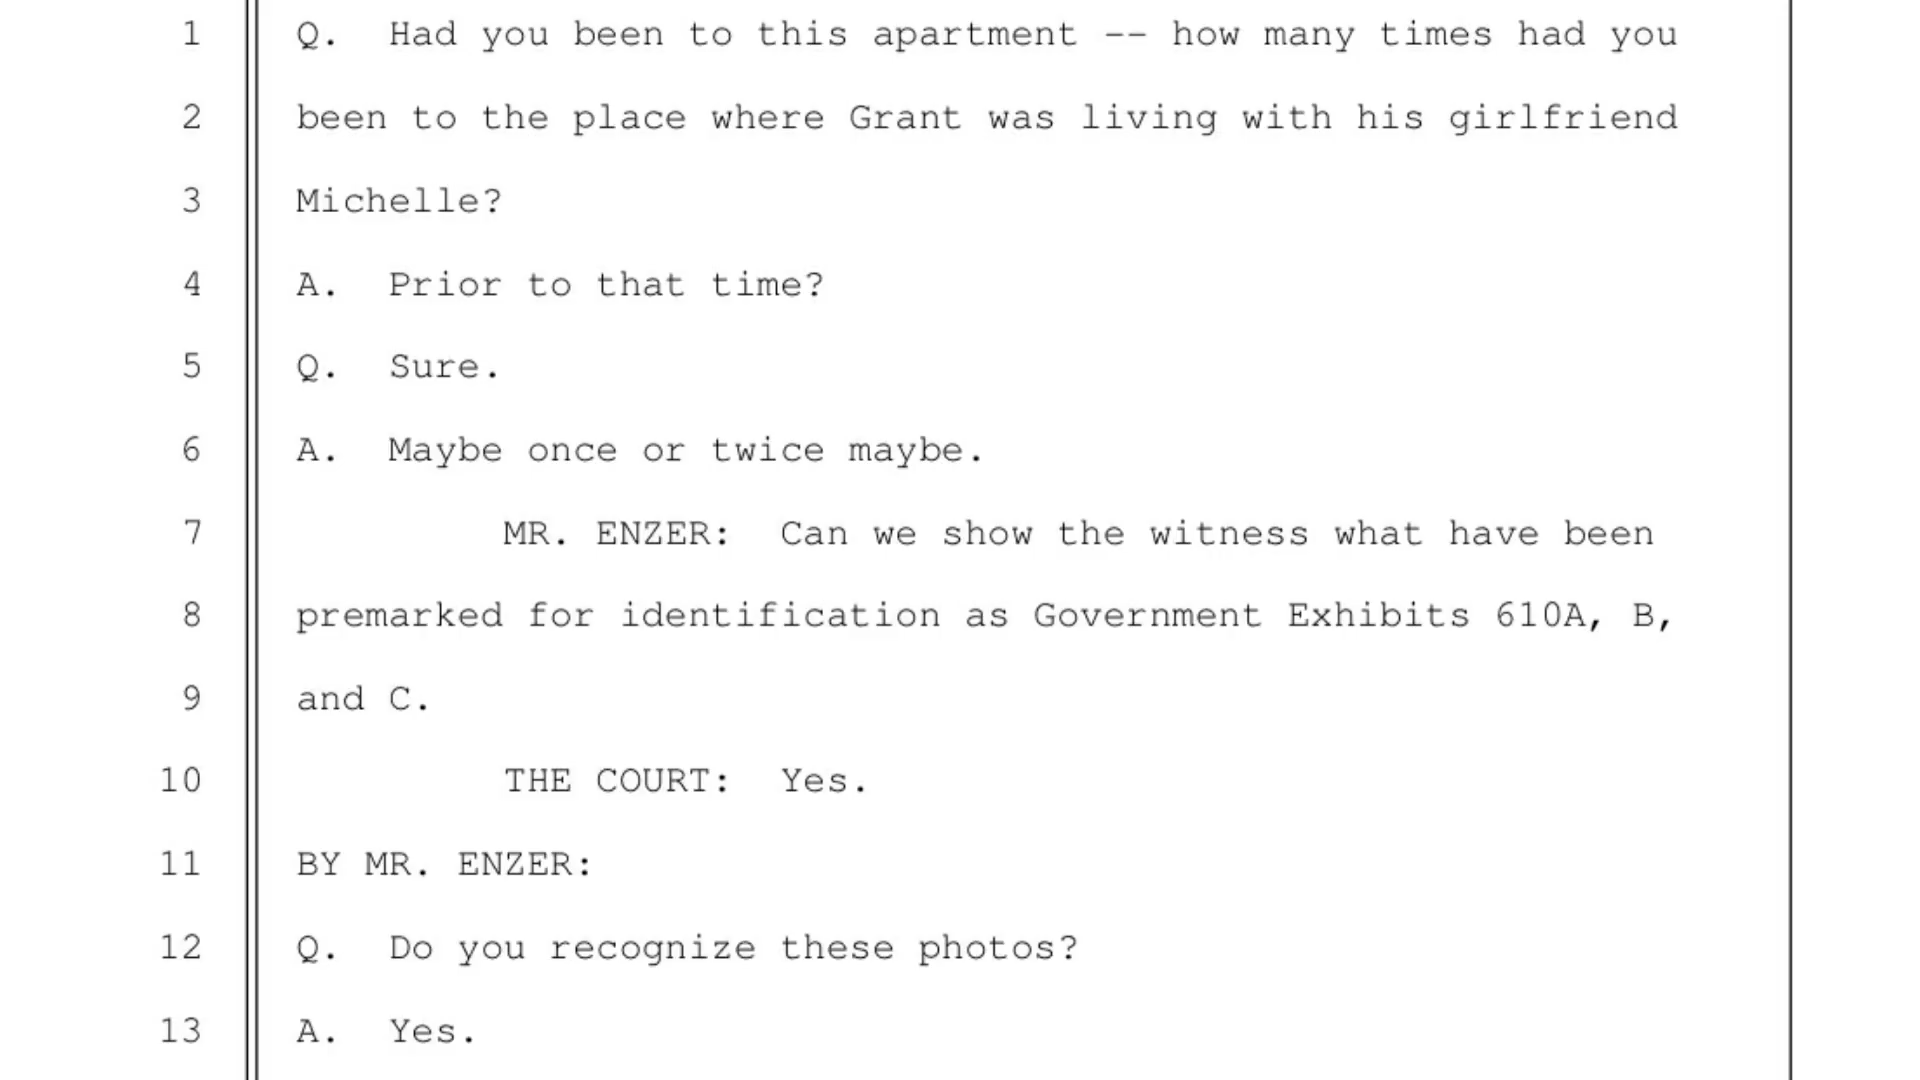 1 Q. Had you been to this apartment -- how many times had you
2 been to the place where Grant was living with his girlfriend
3 Michelle?
4 A. Prior to that time?
5 Q. Sure.
6 A. Maybe once or twice maybe.
7 MR. ENZER: Can we show the witness what have been
8 premarked for identification as Government Exhibits 610A, B,
9 and C.
10 THE COURT: Yes.
11 BY MR. ENZER:
12 Q. Do you recognize these photos?
13 A. Yes.